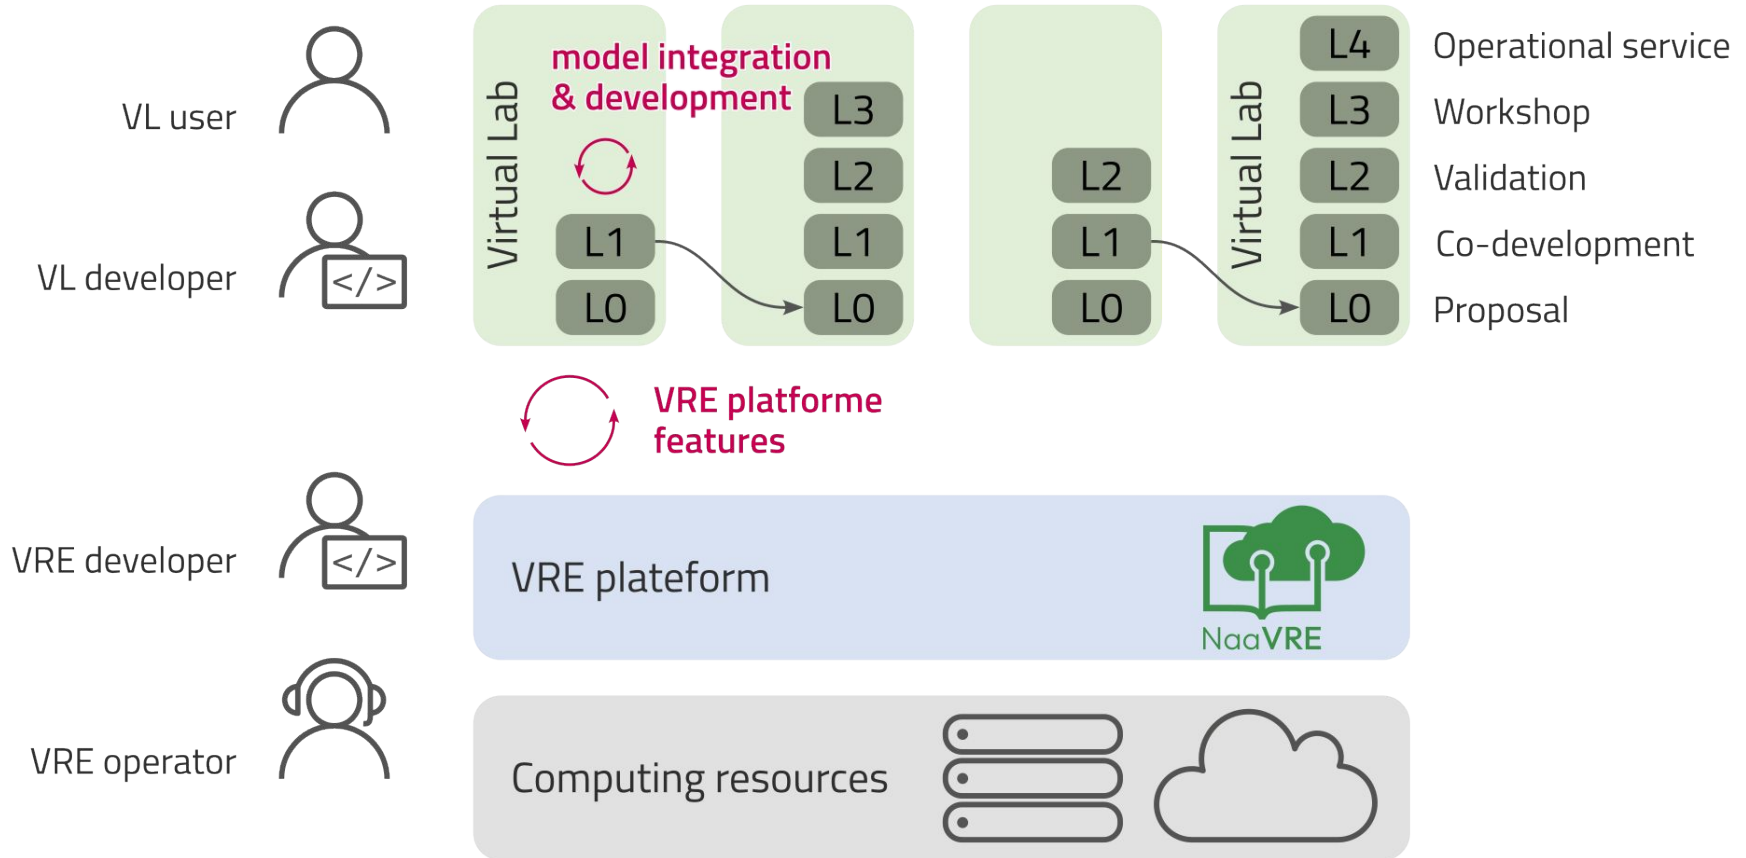 VL user
VL developer
VRE developer
VRE operator
Virtual Lab
model integration
& development
L1
L0
L3
L2
L1
L0
L2
L1
L0
Virtual Lab
L4 Operational service
L3 Workshop
L2 Validation
L1 Co-development
L0 Proposal
VRE platforme
features
VRE plateform
NaaVRE
Computing resources
</>
</>